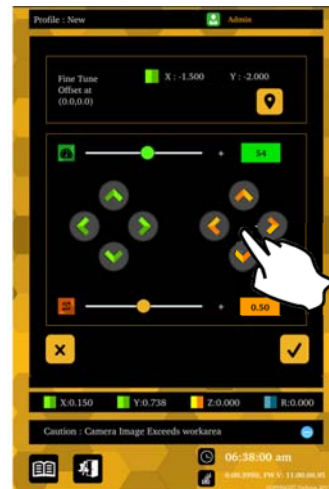 Profile : New
Admin
X : -1.500 Y : -2.000
Fine Tune
Offset at
(0.0,0.0)
+ 54
+ 0.50
X:0.150 Y:0.738 Z:0.000 R:0.000
Caution : Camera Image Exceeds workarea
06:38:00 am